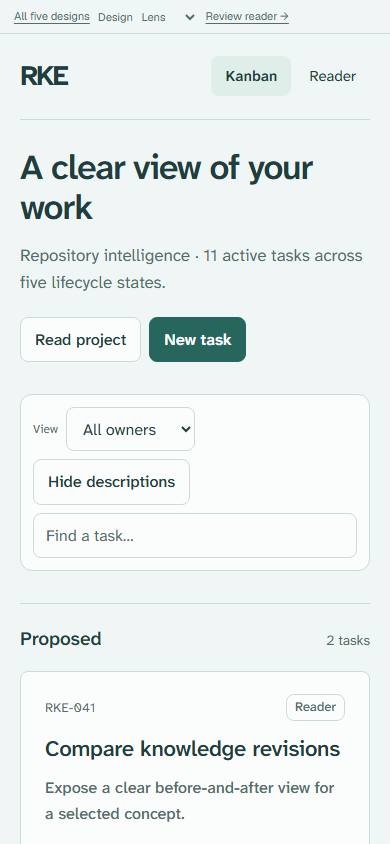 All five designs Design Lens Review reader →
RKE Kanban Reader
A clear view of your
work
Repository intelligence · 11 active tasks across
five lifecycle states.
Read project New task
View All owners
Hide descriptions
Find a task...
Proposed 2 tasks
RKE-041 Reader
Compare knowledge revisions
Expose a clear before-and-after view for
a selected concept.